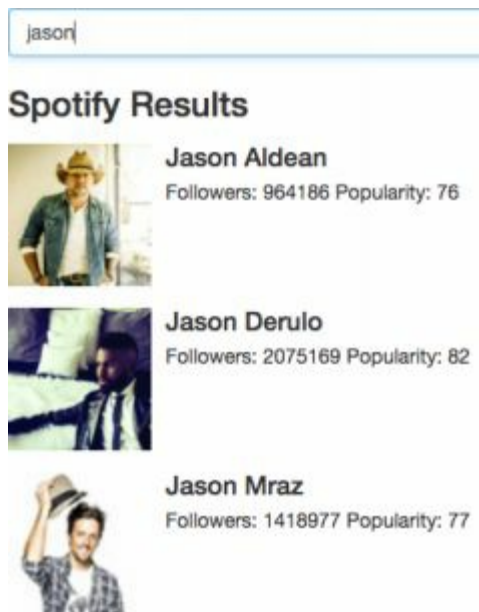 jason
Spotify Results
Jason Aldean
Followers: 964186 Popularity: 76
Jason Derulo
Followers: 2075169 Popularity: 82
Jason Mraz
Followers: 1418977 Popularity: 77